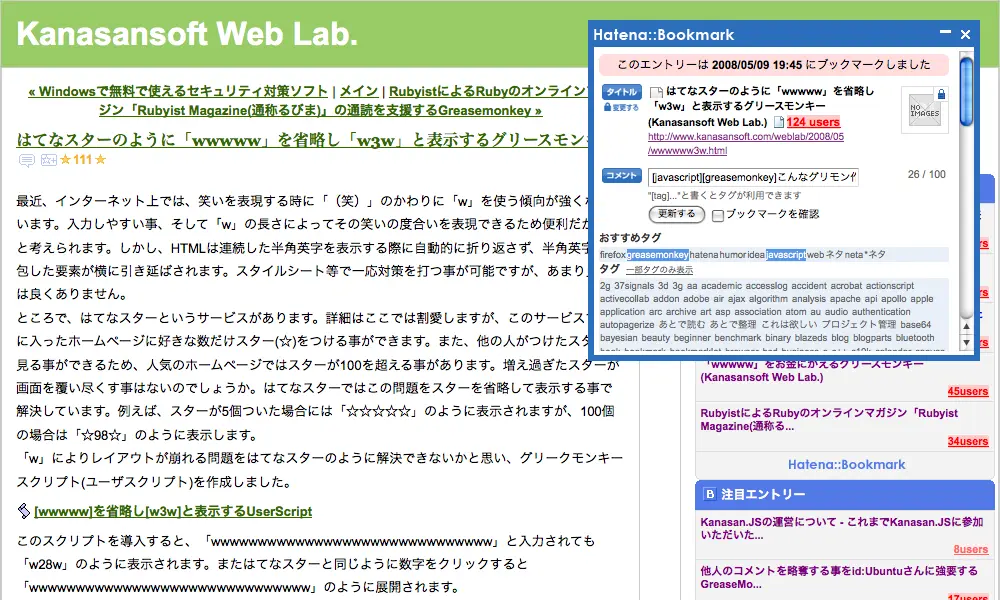 Kanasansoft Web Lab.
« Windowsで無料で使えるセキュリティ対策ソフト | メイン | RubyistによるRubyのオンライン
ジン「Rubyist Magazine(通称るびま)」の通読を支援するGreasemonkey »
はてなスターのように「wwwww」を省略し「w3w」と表示するグリースモン
★111★
最近、インターネット上では、笑いを表現する時に「（笑）」のかわりに「w」を使う傾向が強く
います。入力しやすい事、そして「w」の長さによってその笑いの度合いを表現できるため便利だ
と考えられます。しかし、HTMLは連続した半角英字を表示する際に自動的に折り返さず、半角英字
包した要素が横に引き延ばされます。スタイルシート等で一応対策を打つ事が可能ですが、あまり
は良くありません。
ところで、はてなスターというサービスがあります。詳細はここでは割愛しますが、このサービス
に入ったホームページに好きな数だけスター(☆)をつける事ができます。また、他の人がつけたスタ
見る事ができるため、人気のホームページではスターが100を超える事があります。増え過ぎたスターが
画面を覆い尽くす事はないのでしょうか。はてなスターではこの問題をスターを省略して表示する事で
解決しています。例えば、スターが5個ついた場合には「☆☆☆☆☆」のように表示されますが、100個
の場合は「☆98☆」のように表示します。
「w」によりレイアウトが崩れる問題をはてなスターのように解決できないかと思い、グリークモンキー
スクリプト(ユーザスクリプト)を作成しました。
[wwwww]を省略し[w3w]と表示するUserScript
このスクリプトを導入すると、「wwwwwwwwwwwwwwwwwwwwwwwwwwwwww」と入力されても
「w28w」のように表示されます。またはてなスターと同じように数字をクリックすると
「wwwwwwwwwwwwwwwwwwwwwwwwwwwwww」のように展開されます。
Hatena::Bookmark
このエントリーは 2008/05/09 19:45 にブックマークしました
タイトル
変更する
はてなスターのように「wwwww」を省略し
「w3w」と表示するグリースモンキー
(Kanasansoft Web Lab.) 124 users
http://www.kanasansoft.com/weblab/2008/05
/wwwwww3w.html
NO IMAGES
コメント
[javascript][greasemonkey]こんなグリモン作
26 / 100
"[tag]..."と書くとタグが利用できます
更新する
ブックマークを確認
おすすめタグ
firefox greasemonkey hatena humor idea javascript web ネタ neta *ネタ
タグ 一部タグのみ表示
2g 37signals 3d 3g aa academic accesslog accident acrobat actionscript
activecollab addon adobe air ajax algorithm analysis apache api apollo apple
application arc archive art asp association atom au audio authentication
autopagerize あとで読む あとで整理 これは欲しい プロジェクト管理 base64
bayesian beauty beginner benchmark binary blazeds blog blogparts bluetooth
「wwwww」をお金にかえるグリースモンキー
(Kanasansoft Web Lab.)
45users
RubyistによるRubyのオンラインマガジン「Rubyist
Magazine(通称る...
34users
Hatena::Bookmark
B 注目エントリー
Kanasan.JSの運営について - これまでKanasan.JSに参加
いただいた...
8users
他人のコメントを略奪する事をid:Ubuntuさんに強要する
GreaseMo...
17users